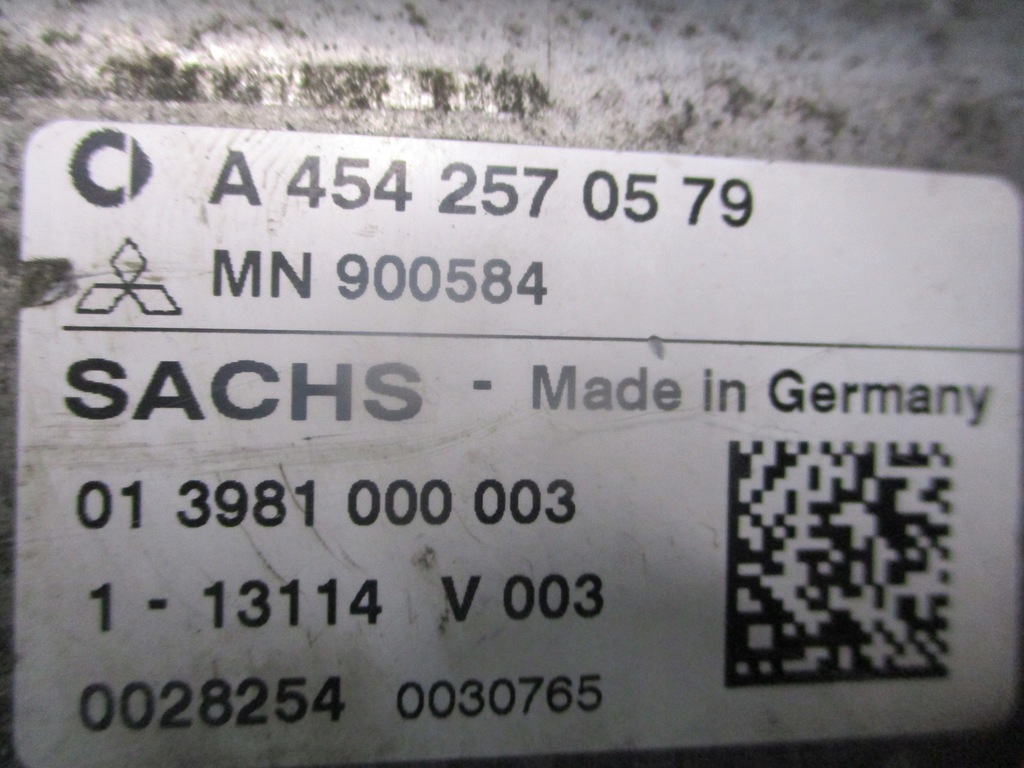 A 454 257 05 79
MN 900584
SACHS - Made in Germany
01 3981 000 003
1 - 13114 V 003
0028254 0030765